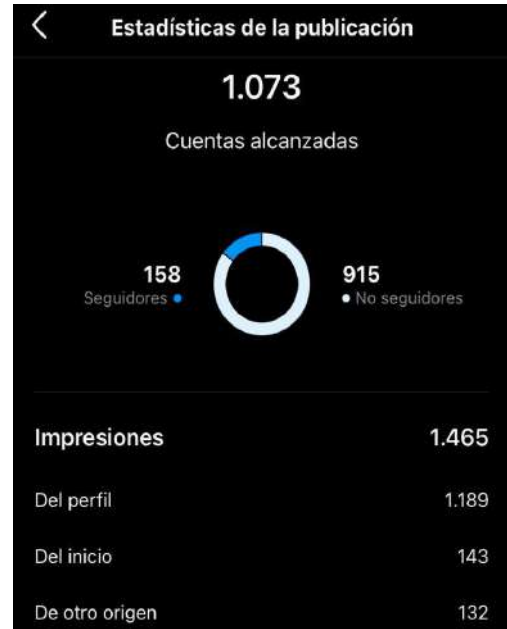 Estadísticas de la publicación
1.073
Cuentas alcanzadas
158
Seguidores
915
No seguidores
Impresiones 1.465
Del perfil 1.189
Del inicio 143
De otro origen 132